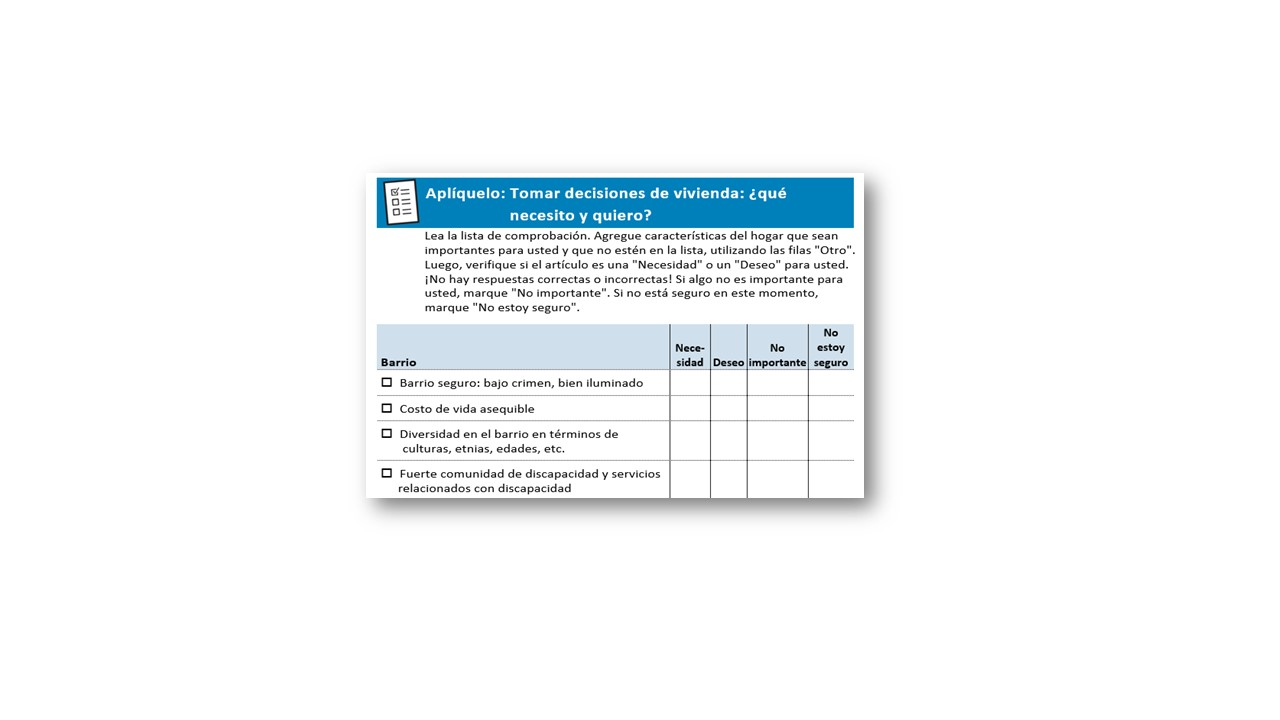 Aplíquelo: Tomar decisiones de vivienda: ¿qué
necesito y quiero?
Lea la lista de comprobación. Agregue características del hogar que sean
importantes para usted y que no estén en la lista, utilizando las filas "Otro".
Luego, verifique si el artículo es una "Necesidad" o un "Deseo" para usted.
¡No hay respuestas correctas o incorrectas! Si algo no es importante para
usted, marque "No importante". Si no está seguro en este momento,
marque "No estoy seguro".
Barrio
Nece-
sidad
Deseo
No
importante
No
estoy
seguro
Barrio seguro: bajo crimen, bien iluminado
Costo de vida asequible
Diversidad en el barrio en términos de
culturas, etnias, edades, etc.
Fuerte comunidad de discapacidad y servicios
relacionados con discapacidad